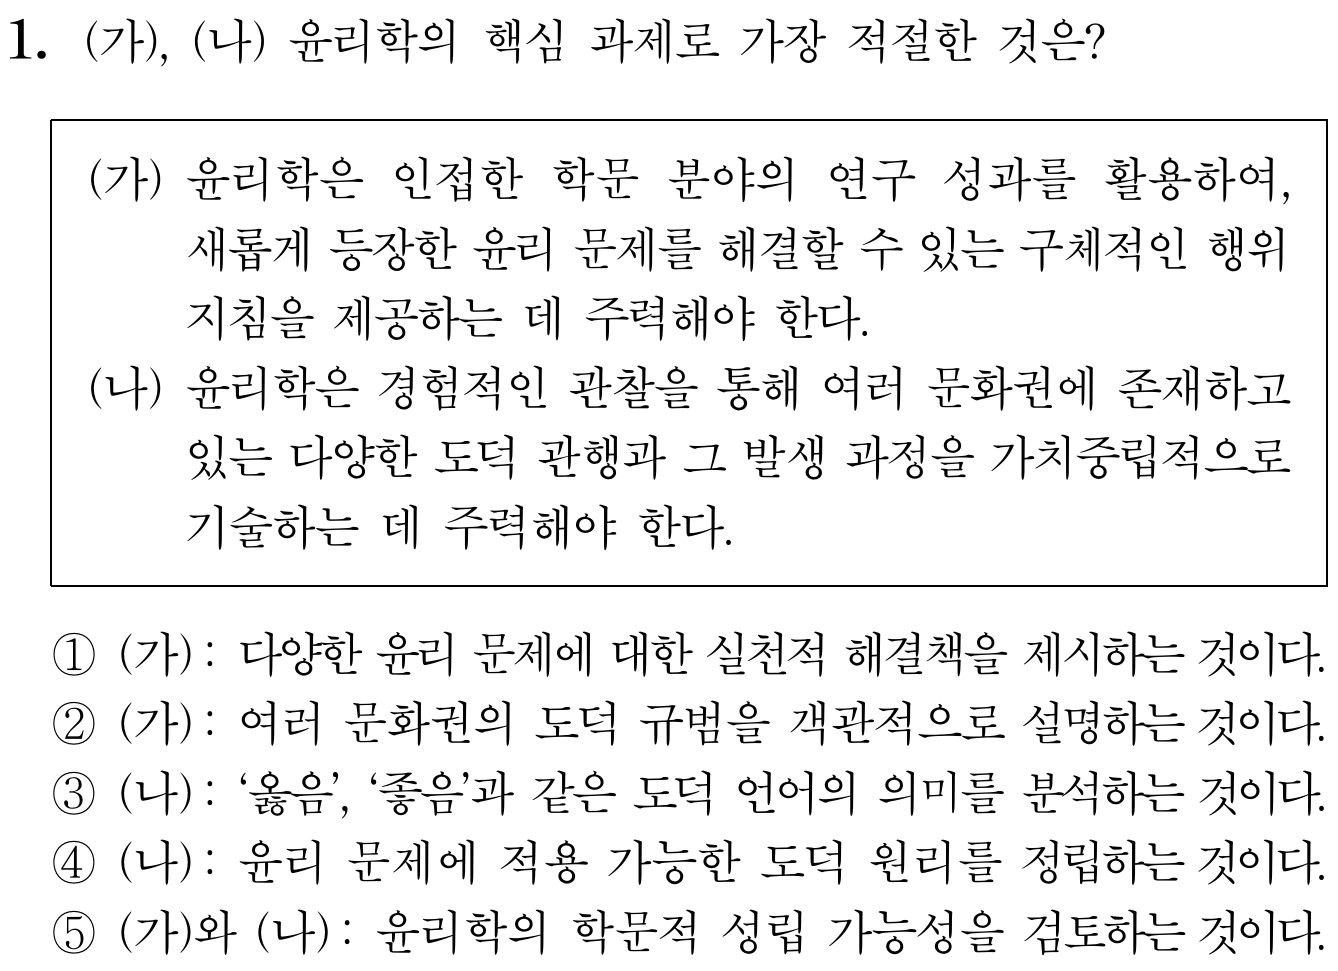 1. (가), (나) 윤리학의 핵심 과제로 가장 적절한 것은?
(가) 윤리학은 인접한 학문 분야의 연구 성과를 활용하여,
새롭게 등장한 윤리 문제를 해결할 수 있는 구체적인 행위
지침을 제공하는 데 주력해야 한다.
(나) 윤리학은 경험적인 관찰을 통해 여러 문화권에 존재하고
있는 다양한 도덕 관행과 그 발생 과정을 가치중립적으로
기술하는 데 주력해야 한다.
① (가): 다양한 윤리 문제에 대한 실천적 해결책을 제시하는 것이다.
② (가): 여러 문화권의 도덕 규범을 객관적으로 설명하는 것이다.
③ (나): ‘옳음’, ‘좋음’과 같은 도덕 언어의 의미를 분석하는 것이다.
④ (나): 윤리 문제에 적용 가능한 도덕 원리를 정립하는 것이다.
⑤ (가)와 (나): 윤리학의 학문적 성립 가능성을 검토하는 것이다.